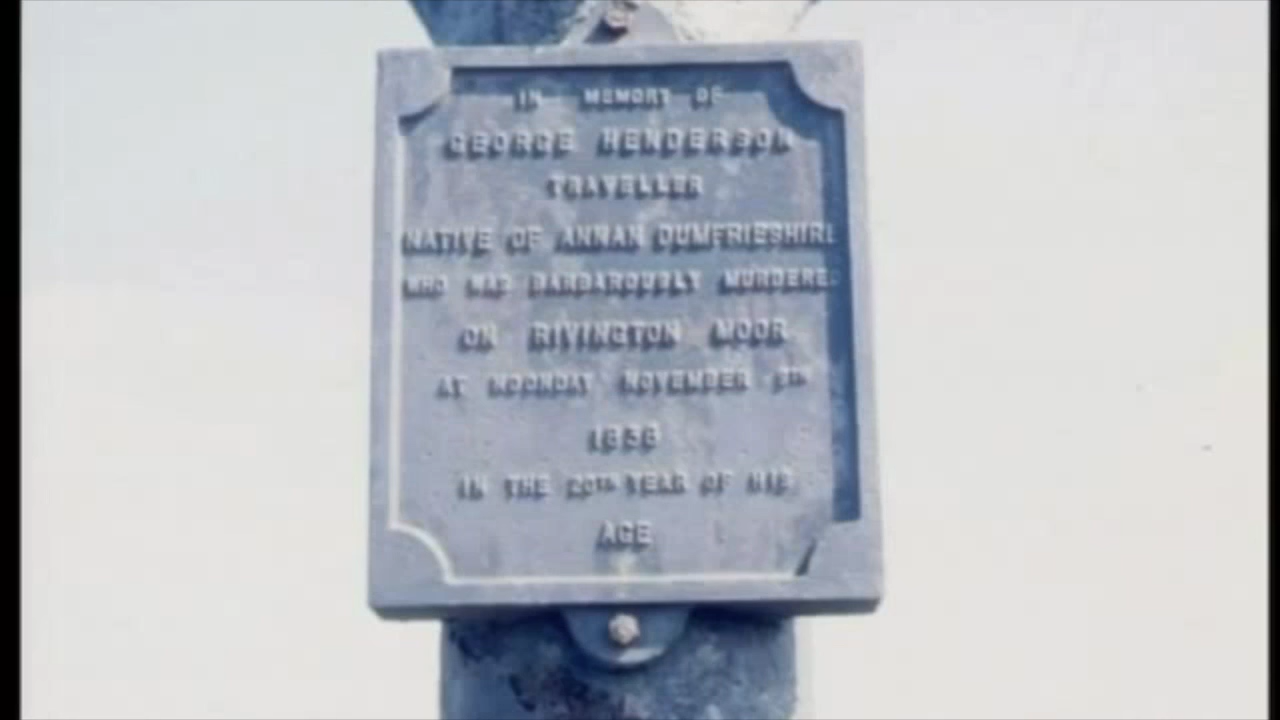 IN MEMORY OF
GEORGE HENDERSON
TRAVELLER
NATIVE OF ANNAN DUMFRIESHIRE
WHO WAS BARBAROUSLY MURDERED
ON RIVINGTON MOOR
AT NOONDAY NOVEMBER 9TH
1838
IN THE 20TH YEAR OF HIS
AGE